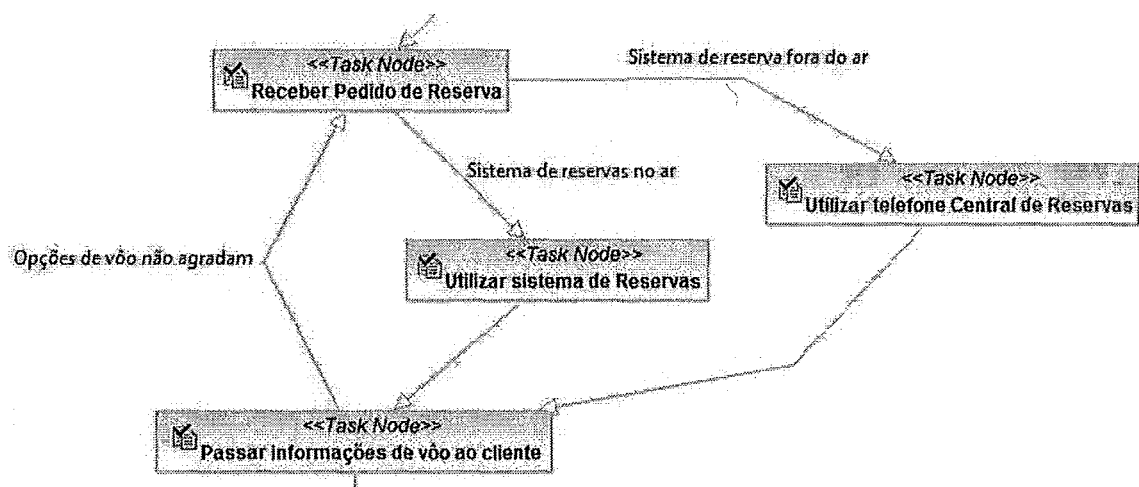 <<Task Node>>
Receber Pedido de Reserva
Sistema de reserva fora do ar
Sistema de reservas no ar
<<Task Node>>
Utilizar telefone Central de Reservas
Opções de vôo não agradam
<<Task Node>>
Utilizar sistema de Reservas
<<Task Node>>
Passar informações de vôo ao cliente